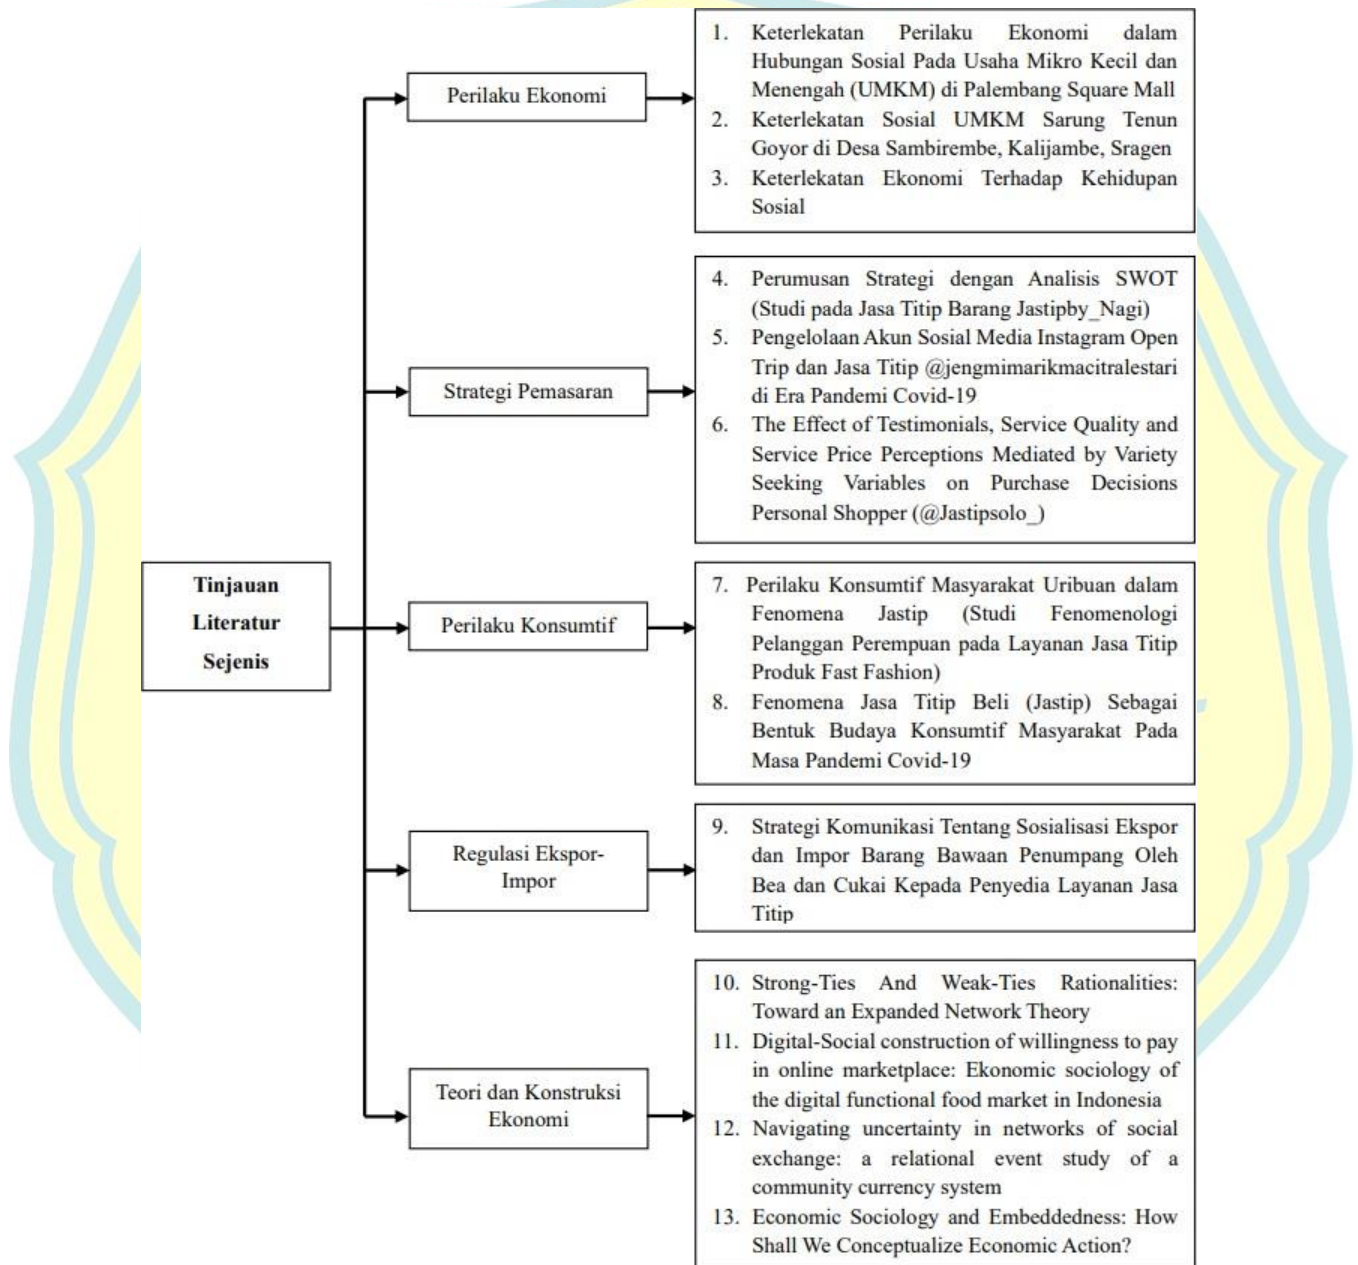 Tinjauan
Literatur
Sejenis
Perilaku Ekonomi
1. Keterlekatan Perilaku Ekonomi dalam
Hubungan Sosial Pada Usaha Mikro Kecil dan
Menengah (UMKM) di Palembang Square Mall
2. Keterlekatan Sosial UMKM Sarung Tenun
Goyor di Desa Sambirembe, Kalijambe, Sragen
3. Keterlekatan Ekonomi Terhadap Kehidupan
Sosial
Strategi Pemasaran
4. Perumusan Strategi dengan Analisis SWOT
(Studi pada Jasa Titip Barang Jastipby_Nagi)
5. Pengelolaan Akun Sosial Media Instagram Open
Trip dan Jasa Titip @jengmimarikmacitralestari
di Era Pandemi Covid-19
6. The Effect of Testimonials, Service Quality and
Service Price Perceptions Mediated by Variety
Seeking Variables on Purchase Decisions
Personal Shopper (@Jastipsolo_)
Perilaku Konsumtif
7. Perilaku Konsumtif Masyarakat Uribuan dalam
Fenomena Jastip (Studi Fenomenologi
Pelanggan Perempuan pada Layanan Jasa Titip
Produk Fast Fashion)
8. Fenomena Jasa Titip Beli (Jastip) Sebagai
Bentuk Budaya Konsumtif Masyarakat Pada
Masa Pandemi Covid-19
Regulasi Ekspor-
Impor
9. Strategi Komunikasi Tentang Sosialisasi Ekspor
dan Impor Barang Bawaan Penumpang Oleh
Bea dan Cukai Kepada Penyedia Layanan Jasa
Titip
Teori dan Konstruksi
Ekonomi
10. Strong-Ties And Weak-Ties Rationalities:
Toward an Expanded Network Theory
11. Digital-Social construction of willingness to pay
in online marketplace: Ekonomic sociology of
the digital functional food market in Indonesia
12. Navigating uncertainty in networks of social
exchange: a relational event study of a
community currency system
13. Economic Sociology and Embeddedness: How
Shall We Conceptualize Economic Action?